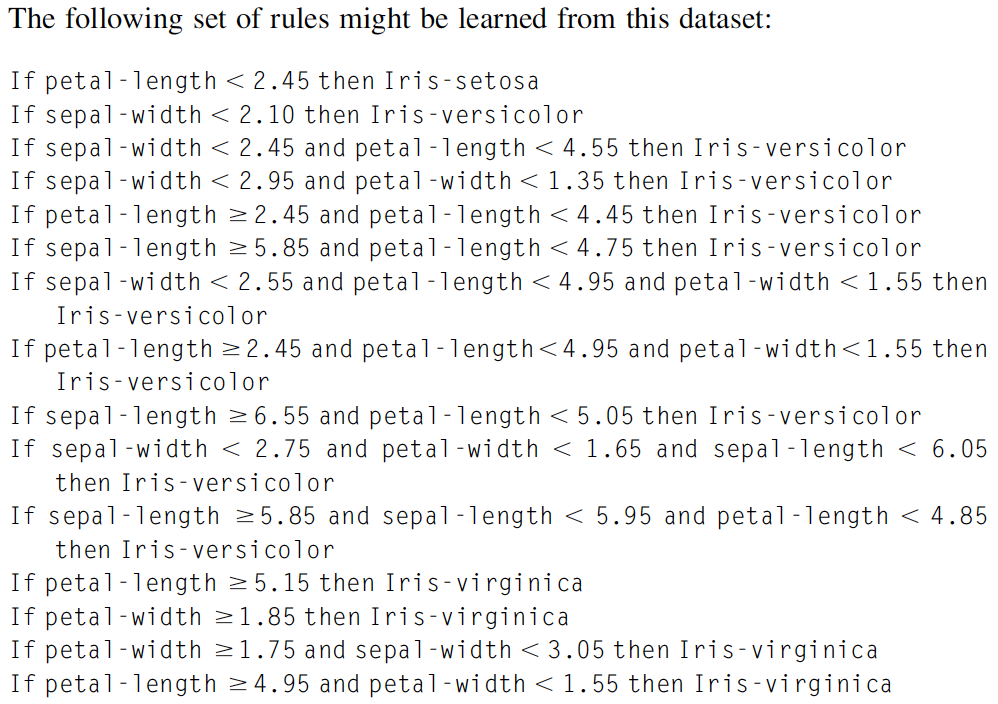 The following set of rules might be learned from this dataset:
If petal-length < 2.45 then Iris-setosa
If sepal-width < 2.10 then Iris-versicolor
If sepal-width < 2.45 and petal-length < 4.55 then Iris-versicolor
If sepal-width < 2.95 and petal-width < 1.35 then Iris-versicolor
If petal-length ≥ 2.45 and petal-length < 4.45 then Iris-versicolor
If sepal-length ≥ 5.85 and petal-length < 4.75 then Iris-versicolor
If sepal-width < 2.55 and petal-length < 4.95 and petal-width < 1.55 then
Iris-versicolor
If petal-length ≥ 2.45 and petal-length < 4.95 and petal-width < 1.55 then
Iris-versicolor
If sepal-length ≥ 6.55 and petal-length < 5.05 then Iris-versicolor
If sepal-width < 2.75 and petal-width < 1.65 and sepal-length < 6.05
then Iris-versicolor
If sepal-length ≥ 5.85 and sepal-length < 5.95 and petal-length < 4.85
then Iris-versicolor
If petal-length ≥ 5.15 then Iris-virginica
If petal-width ≥ 1.85 then Iris-virginica
If petal-width ≥ 1.75 and sepal-width < 3.05 then Iris-virginica
If petal-length ≥ 4.95 and petal-width < 1.55 then Iris-virginica